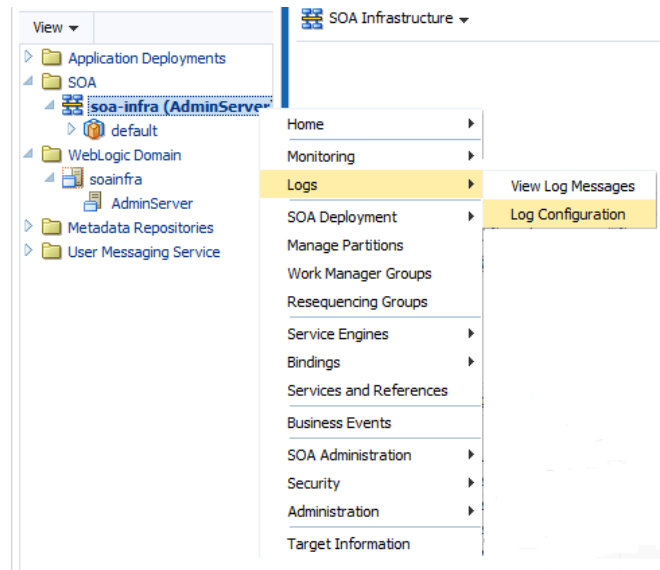 View
SOA Infrastructure
Application Deployments
SOA
soa-infra (AdminServer)
default
WebLogic Domain
soainfra
AdminServer
Metadata Repositories
User Messaging Service
Home
Monitoring
Logs
SOA Deployment
Manage Partitions
Work Manager Groups
Resequencing Groups
Service Engines
Bindings
Services and References
Business Events
SOA Administration
Security
Administration
Target Information
View Log Messages
Log Configuration